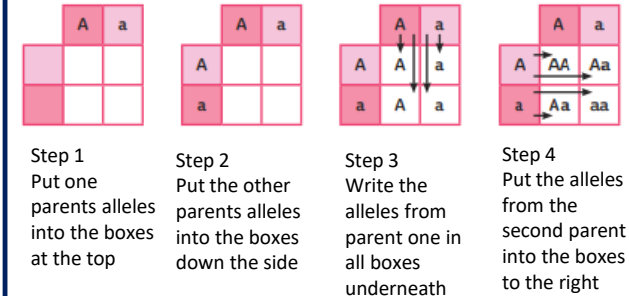 A a
A a
A
a
A a
A A a
a A a
A a
A AA Aa
a Aa aa
Step 1
Put one
parents alleles
into the boxes
at the top
Step 2
Put the other
parents alleles
into the boxes
down the side
Step 3
Write the
alleles from
parent one in
all boxes
underneath
Step 4
Put the alleles
from the
second parent
into the boxes
to the right